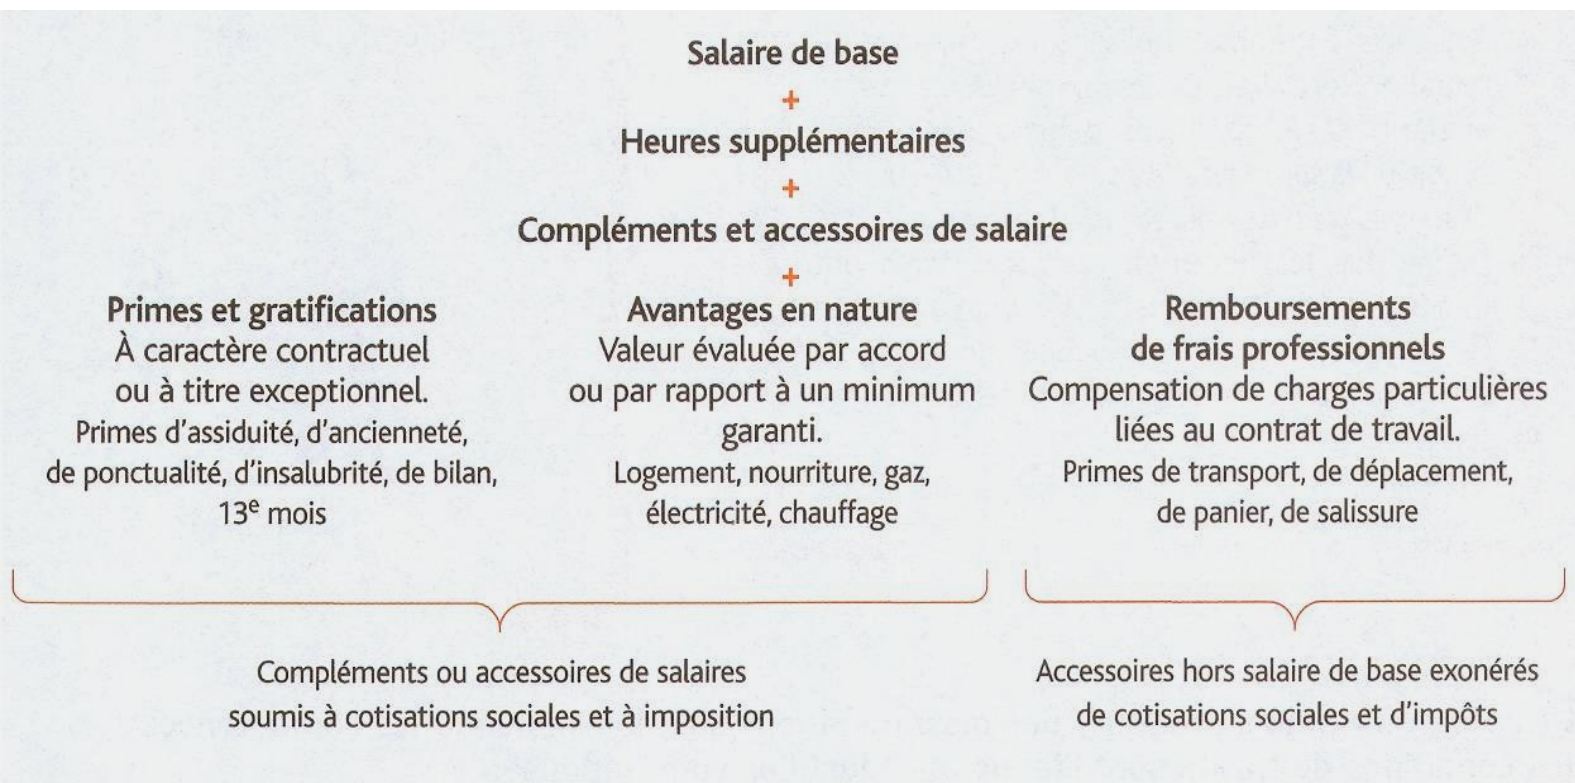 Salaire de base
+
Heures supplémentaires
+
Compléments et accessoires de salaire
+
Primes et gratifications
À caractère contractuel
ou à titre exceptionnel.
Primes d'assiduité, d'ancienneté,
de ponctualité, d'insalubrité, de bilan,
13e mois
Avantages en nature
Valeur évaluée par accord
ou par rapport à un minimum
garanti.
Logement, nourriture, gaz,
électricité, chauffage
Remboursements
de frais professionnels
Compensation de charges particulières
liées au contrat de travail.
Primes de transport, de déplacement,
de panier, de salissure
Compléments ou accessoires de salaires
soumis à cotisations sociales et à imposition
Accessoires hors salaire de base exonérés
de cotisations sociales et d'impôts